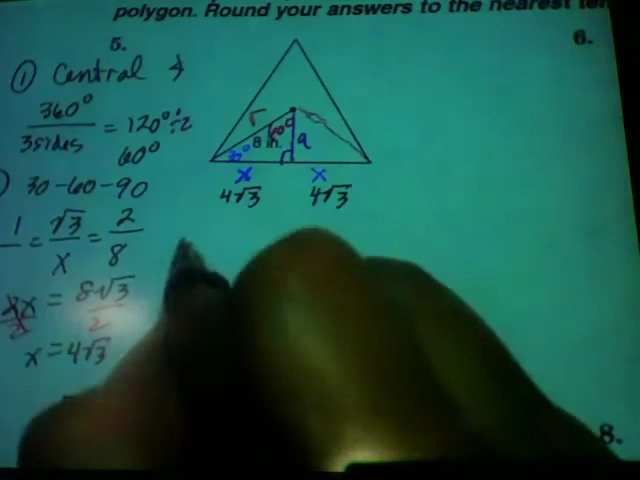 polygon. Round your answers to the nearest ten
5.
6.
① Central ∡
360° / 3 sides = 120° ÷ 2
60°
30-60-90
r
60°
30°
8 in.
a
x x
4√3 4√3
1 = √3 / x = 2 / 8
2x / 2 = 8√3 / 2
x = 4√3
8.